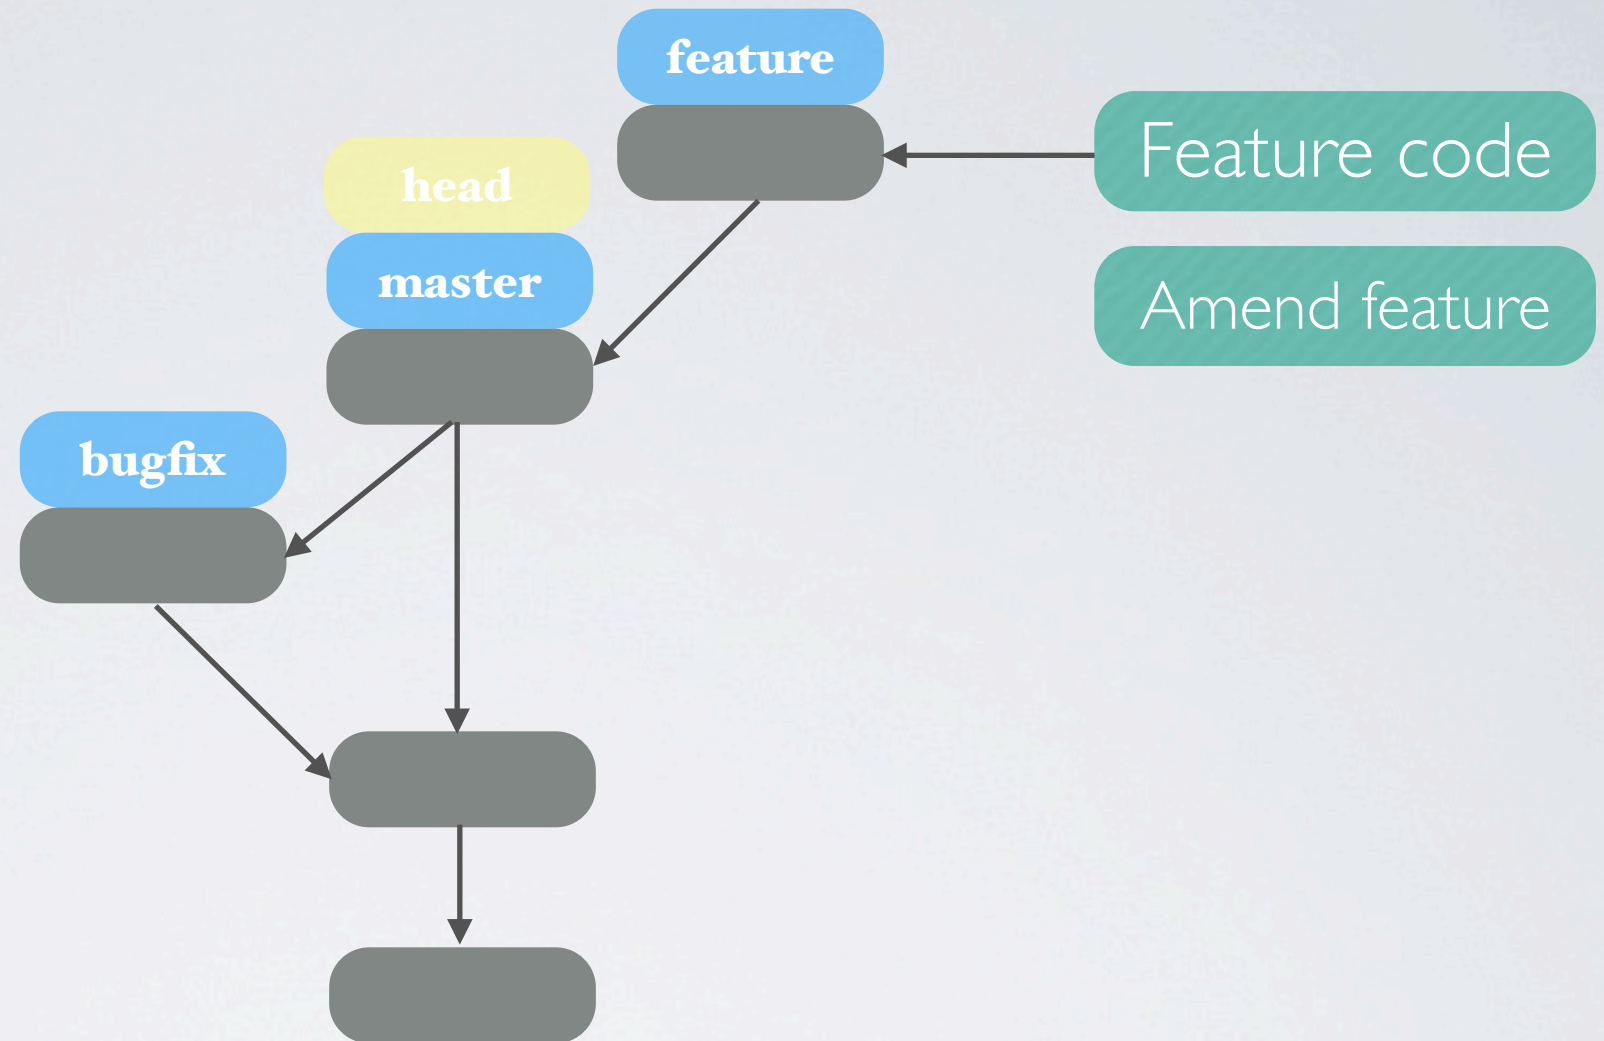 feature
Feature code
head
master
Amend feature
bugfix